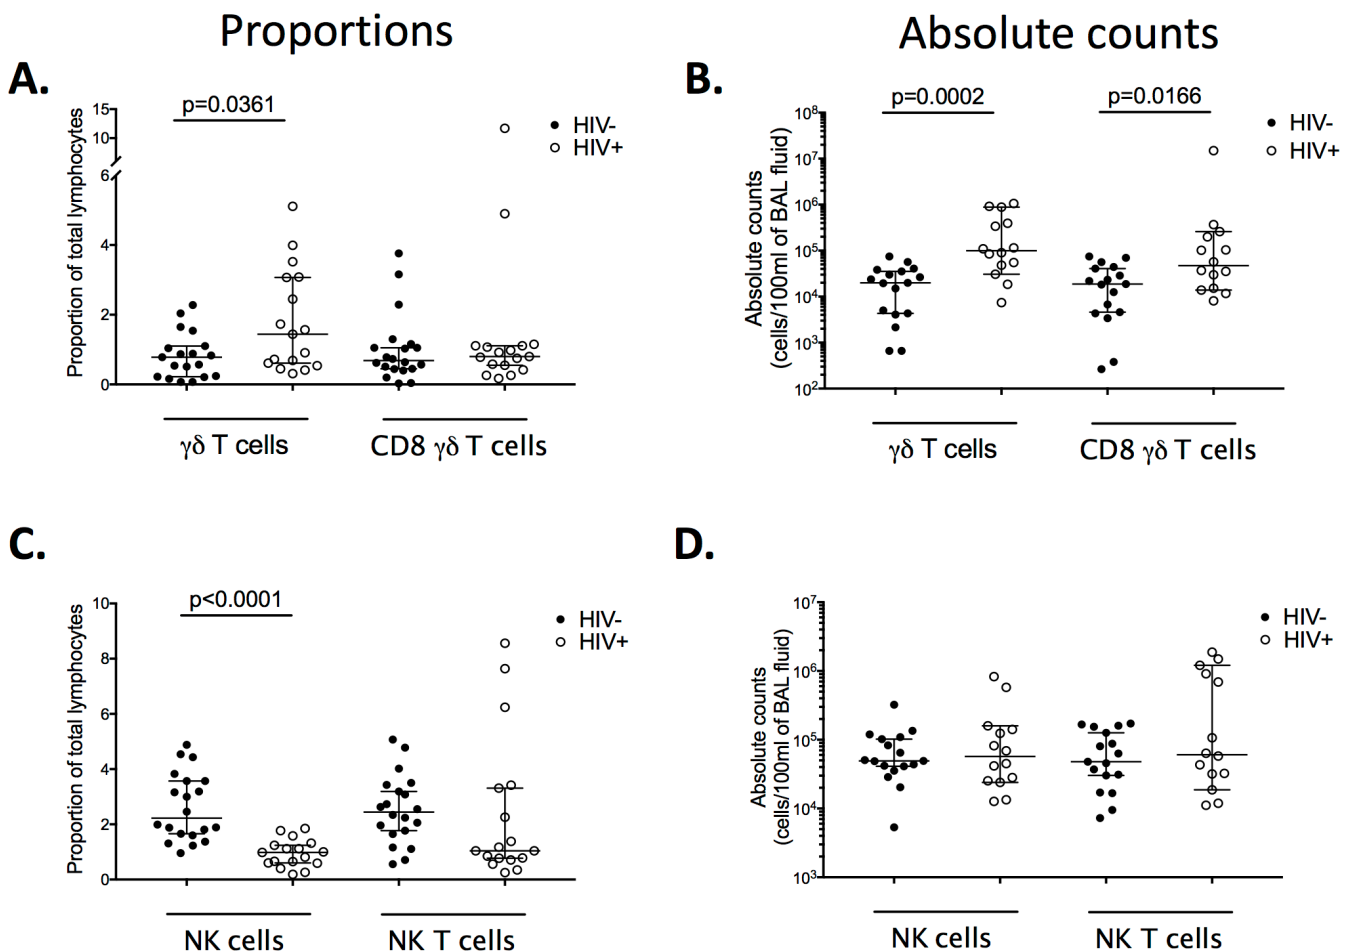 Proportions
Absolute counts
A.
Proportion of total lymphocytes
15
10
6
4
2
0
p=0.0361
HIV-
HIV+
γδ T cells
CD8 γδ T cells
B.
Absolute counts
(cells/100ml of BAL fluid)
10⁸
10⁷
10⁶
10⁵
10⁴
10³
10²
p=0.0002
p=0.0166
HIV-
HIV+
γδ T cells
CD8 γδ T cells
C.
Proportion of total lymphocytes
10
8
6
4
2
0
p<0.0001
HIV-
HIV+
NK cells
NK T cells
D.
Absolute counts
(cells/100ml of BAL fluid)
10⁷
10⁶
10⁵
10⁴
10³
HIV-
HIV+
NK cells
NK T cells